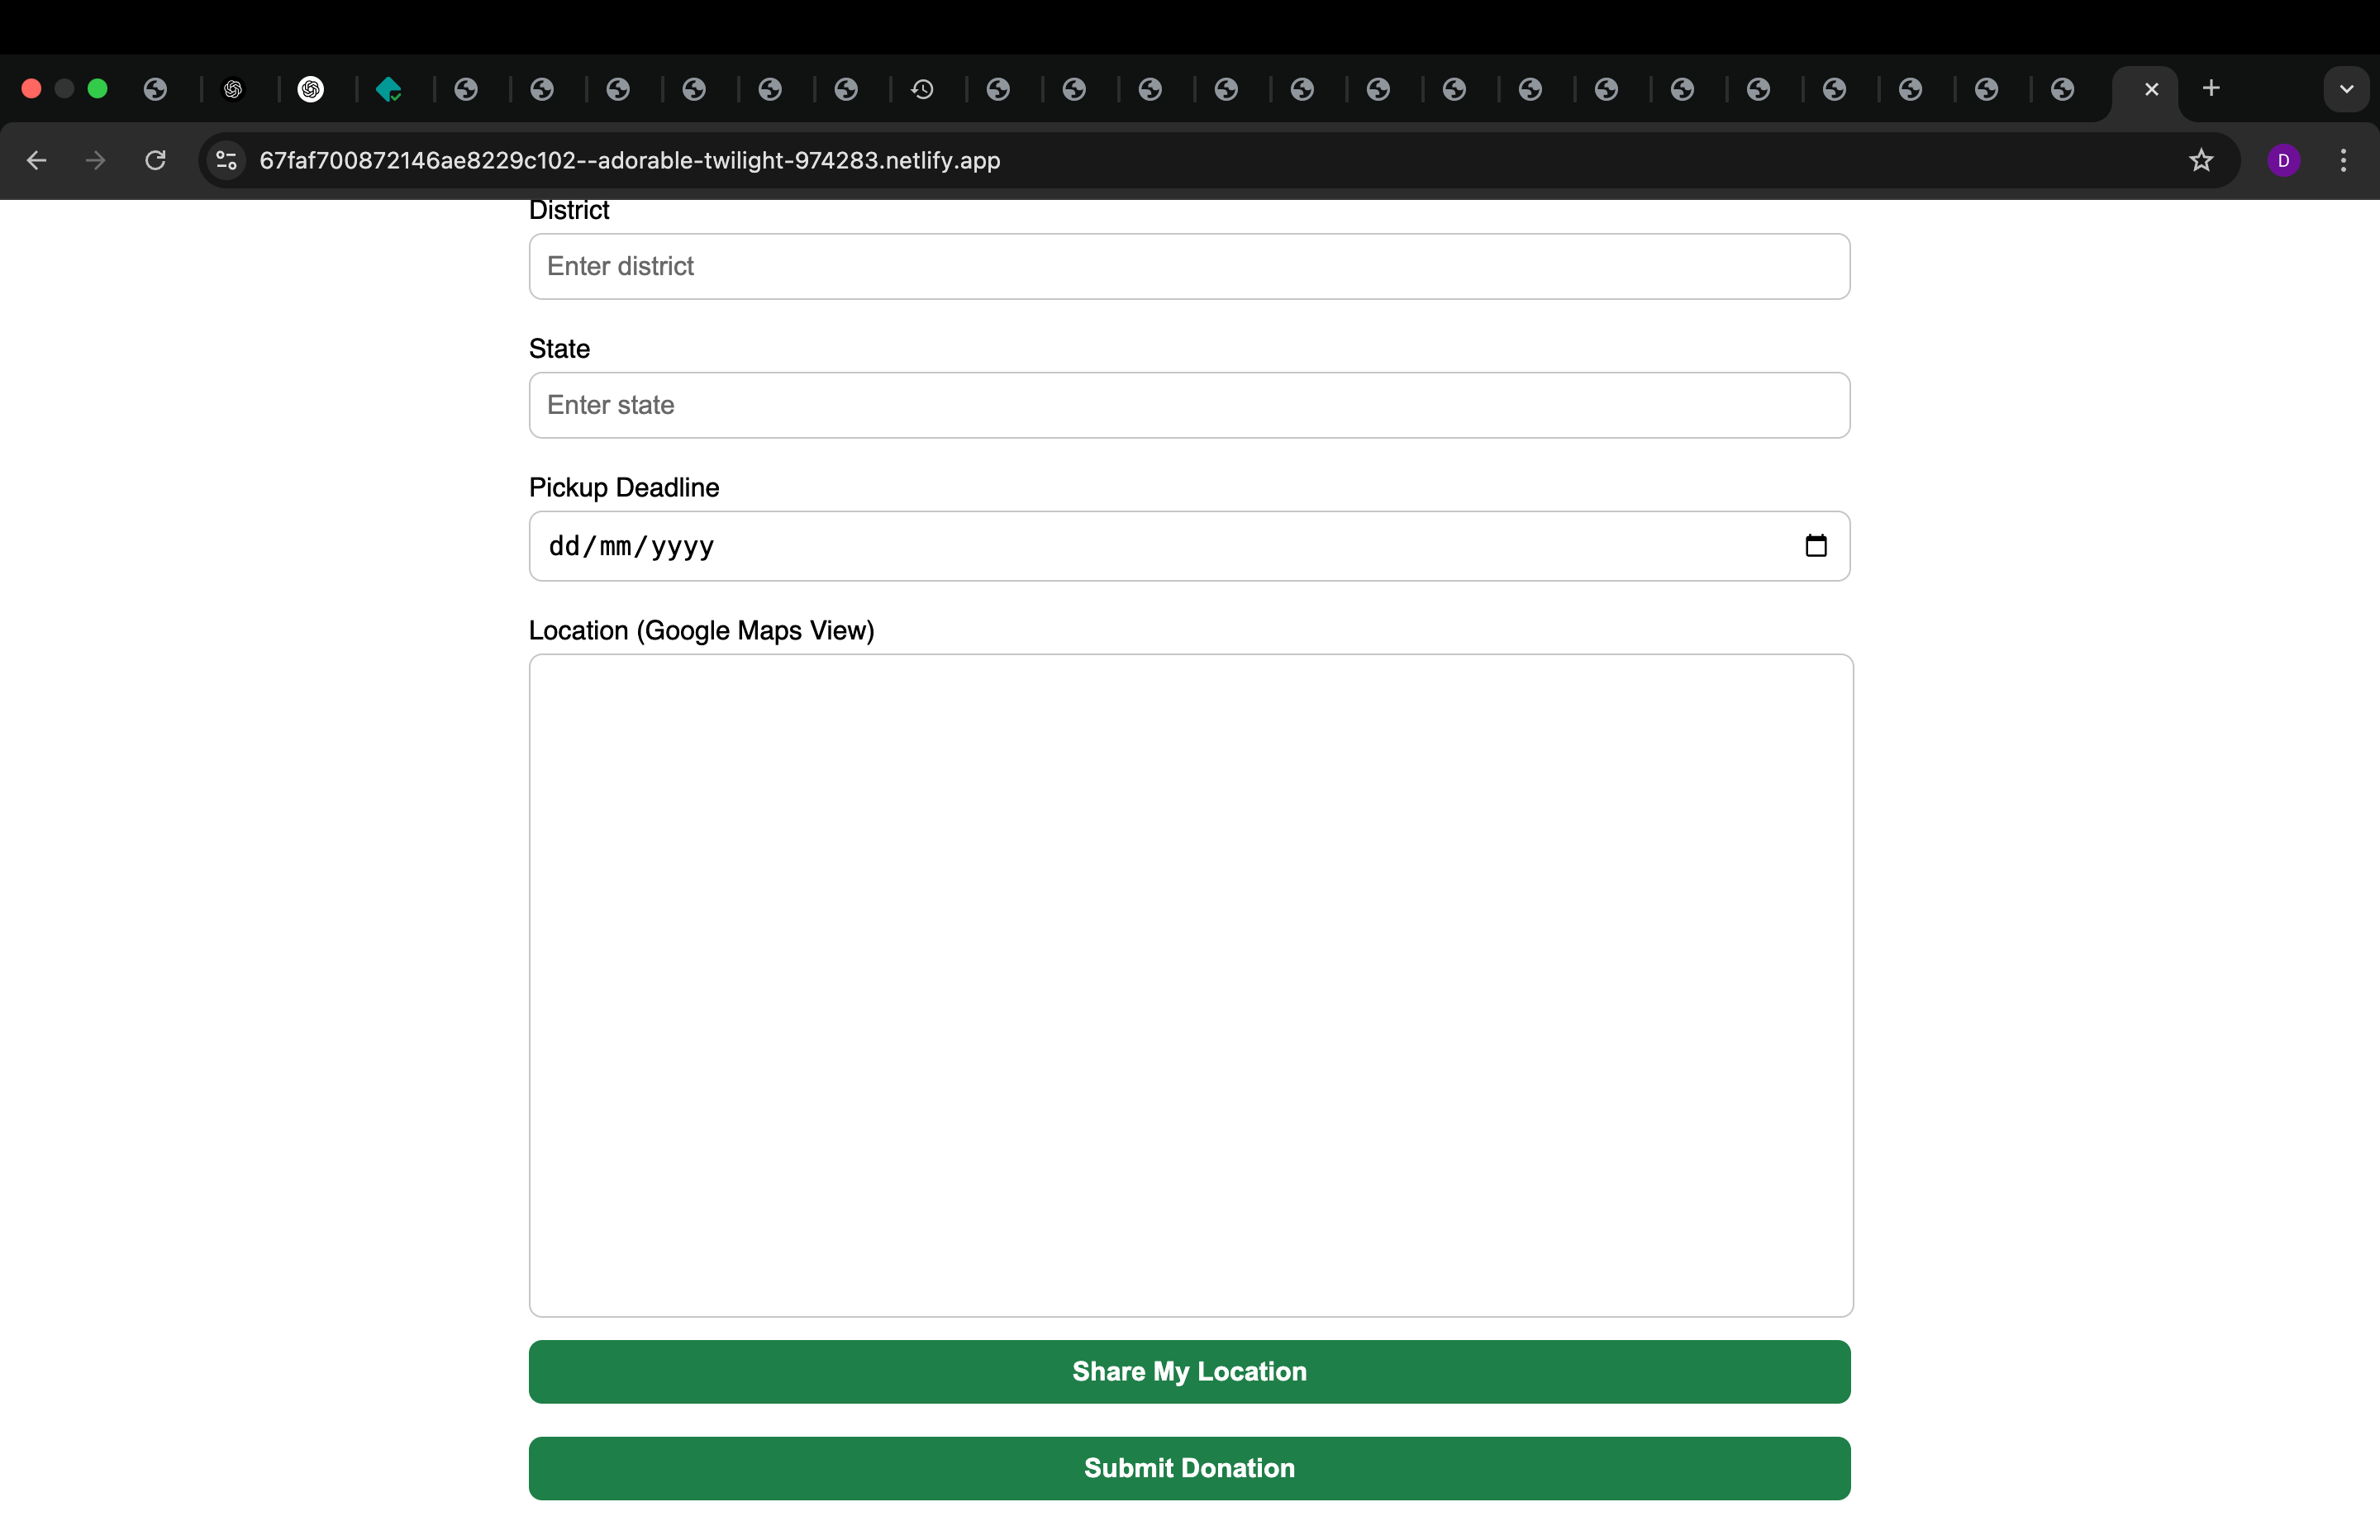 67faf700872146ae8229c102--adorable-twilight-974283.netlify.app
D
District
Enter district
State
Enter state
Pickup Deadline
dd/mm/yyyy
Location (Google Maps View)
Share My Location
Submit Donation